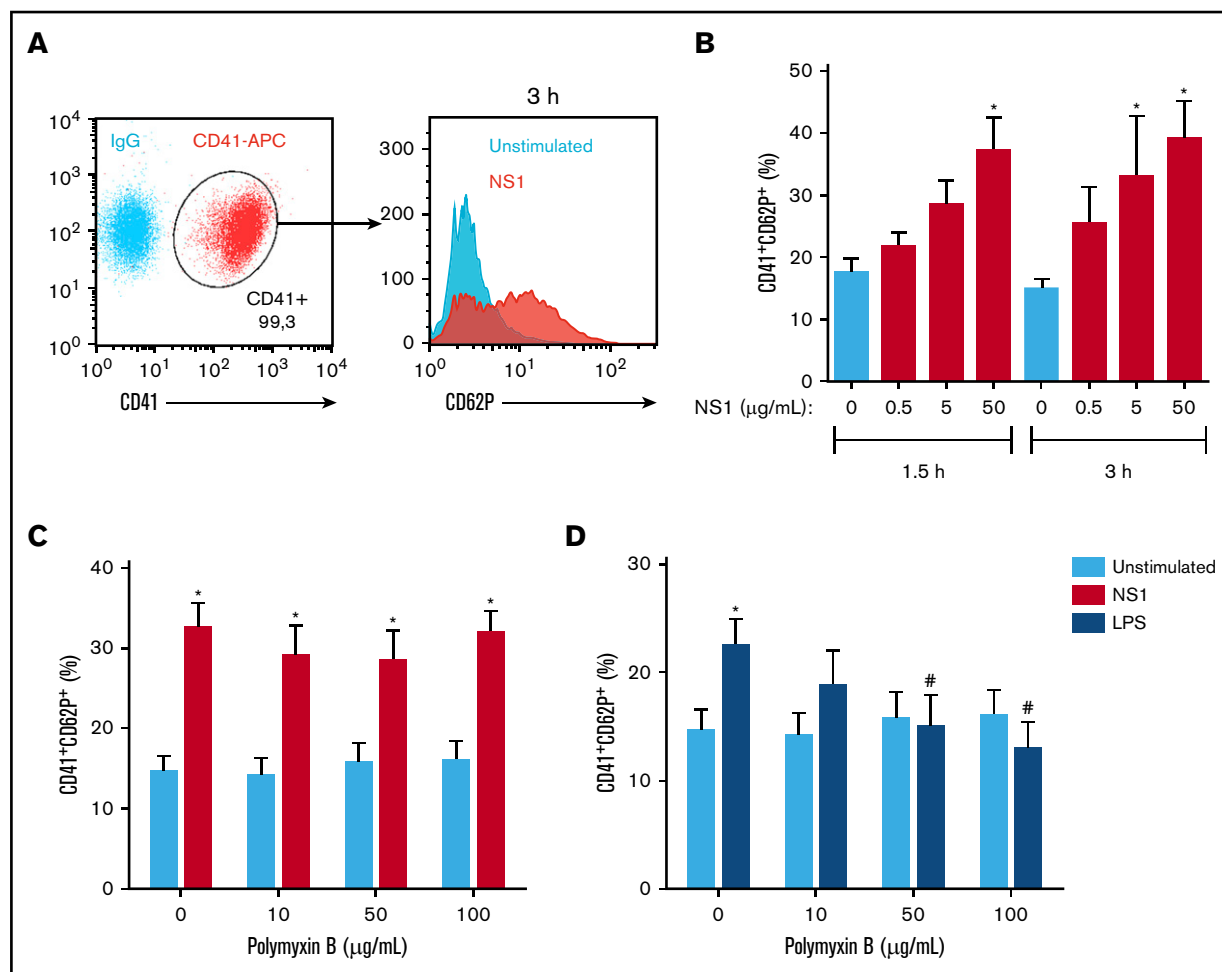 A
3 h
IgG CD41-APC
10⁴
10³
10²
10¹
10⁰
CD41+
99,3
10⁰ 10¹ 10² 10³ 10⁴
CD41
Unstimulated
NS1
300
200
100
0
10⁰ 10¹ 10²
CD62P
B
CD41⁺CD62P⁺ (%)
50
40
30
20
10
0
* * *
NS1 (μg/mL): 0 0.5 5 50 0 0.5 5 50
1.5 h 3 h
C
CD41⁺CD62P⁺ (%)
40
30
20
10
0
* * * *
0 10 50 100
Polymyxin B (μg/mL)
D
CD41⁺CD62P⁺ (%)
30
20
10
0
* # #
0 10 50 100
Polymyxin B (μg/mL)
Unstimulated
NS1
LPS